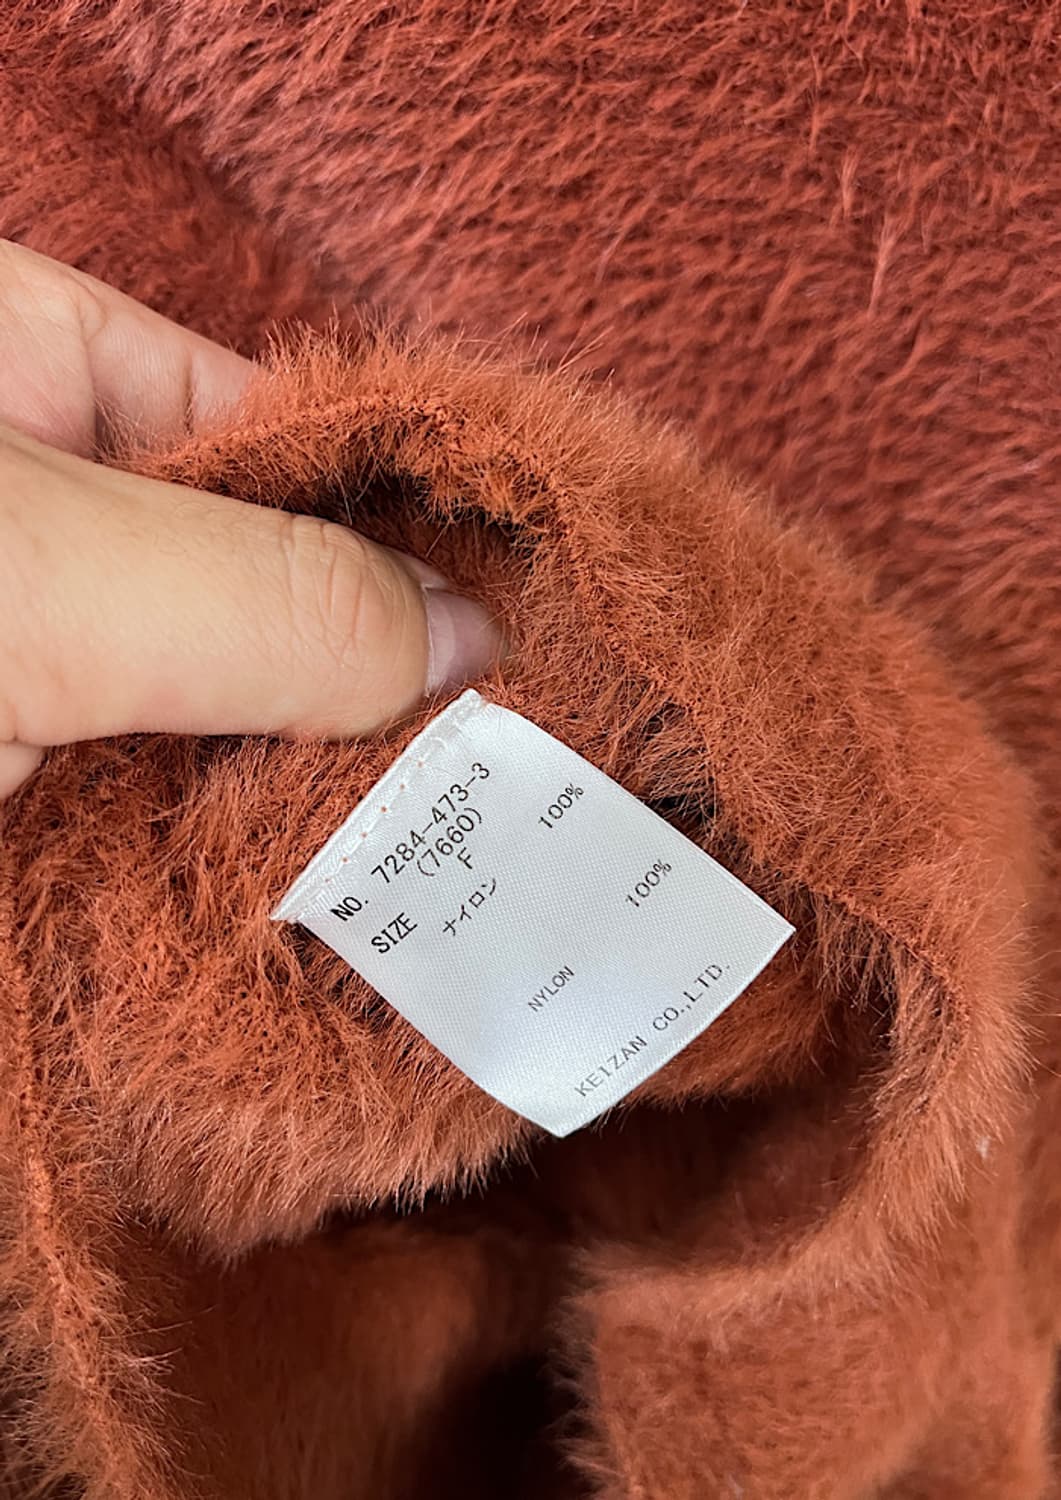 NO. 7284-473-3
(7660)
SIZE F
ナイロン 100%
NYLON 100%
KEIZAN CO.,LTD.